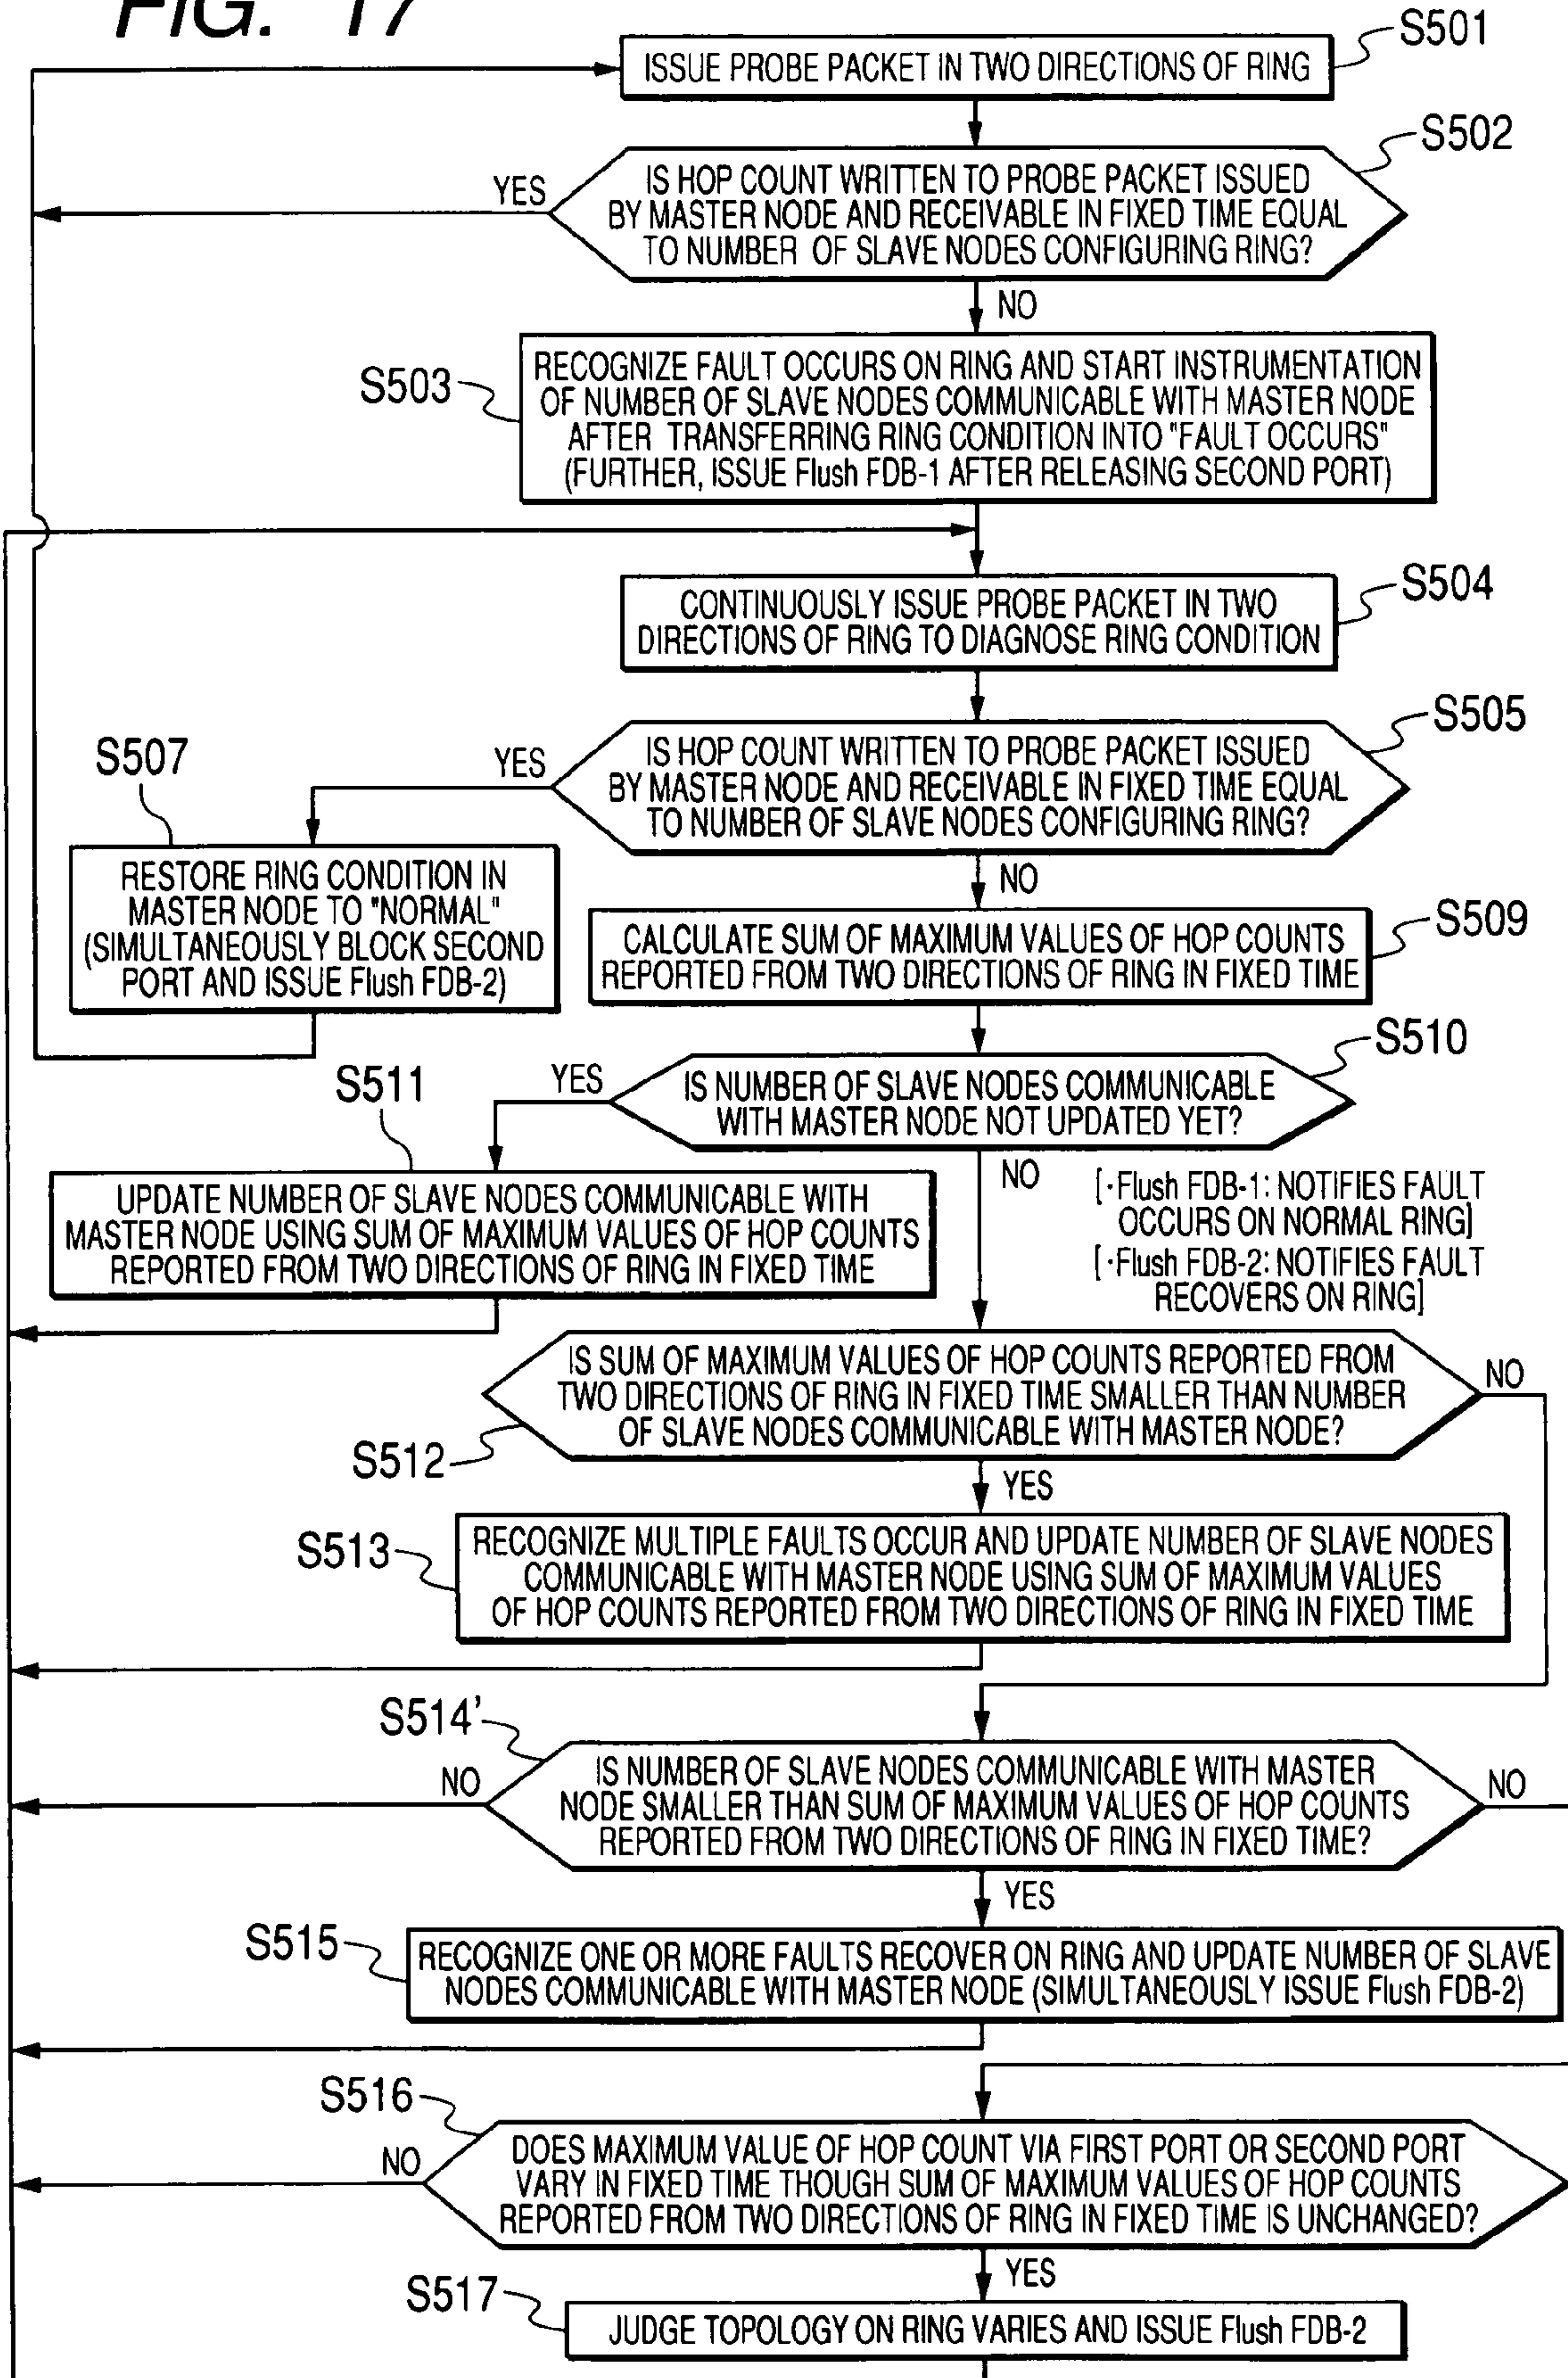 FIG. 17
S501
ISSUE PROBE PACKET IN TWO DIRECTIONS OF RING
S502
IS HOP COUNT WRITTEN TO PROBE PACKET ISSUED
BY MASTER NODE AND RECEIVABLE IN FIXED TIME EQUAL
TO NUMBER OF SLAVE NODES CONFIGURING RING?
YES
NO
S503
RECOGNIZE FAULT OCCURS ON RING AND START INSTRUMENTATION
OF NUMBER OF SLAVE NODES COMMUNICABLE WITH MASTER NODE
AFTER TRANSFERRING RING CONDITION INTO "FAULT OCCURS"
(FURTHER, ISSUE Flush FDB-1 AFTER RELEASING SECOND PORT)
S504
CONTINUOUSLY ISSUE PROBE PACKET IN TWO
DIRECTIONS OF RING TO DIAGNOSE RING CONDITION
S505
IS HOP COUNT WRITTEN TO PROBE PACKET ISSUED
BY MASTER NODE AND RECEIVABLE IN FIXED TIME EQUAL
TO NUMBER OF SLAVE NODES CONFIGURING RING?
YES
NO
S507
RESTORE RING CONDITION IN
MASTER NODE TO "NORMAL"
(SIMULTANEOUSLY BLOCK SECOND
PORT AND ISSUE Flush FDB-2)
S509
CALCULATE SUM OF MAXIMUM VALUES OF HOP COUNTS
REPORTED FROM TWO DIRECTIONS OF RING IN FIXED TIME
S510
IS NUMBER OF SLAVE NODES COMMUNICABLE
WITH MASTER NODE NOT UPDATED YET?
YES
NO
S511
UPDATE NUMBER OF SLAVE NODES COMMUNICABLE WITH
MASTER NODE USING SUM OF MAXIMUM VALUES OF HOP COUNTS
REPORTED FROM TWO DIRECTIONS OF RING IN FIXED TIME
[·Flush FDB-1: NOTIFIES FAULT
OCCURS ON NORMAL RING]
[·Flush FDB-2: NOTIFIES FAULT
RECOVERS ON RING]
IS SUM OF MAXIMUM VALUES OF HOP COUNTS REPORTED FROM
TWO DIRECTIONS OF RING IN FIXED TIME SMALLER THAN NUMBER
OF SLAVE NODES COMMUNICABLE WITH MASTER NODE?
NO
S512
YES
S513
RECOGNIZE MULTIPLE FAULTS OCCUR AND UPDATE NUMBER OF SLAVE NODES
COMMUNICABLE WITH MASTER NODE USING SUM OF MAXIMUM VALUES
OF HOP COUNTS REPORTED FROM TWO DIRECTIONS OF RING IN FIXED TIME
S514'
IS NUMBER OF SLAVE NODES COMMUNICABLE WITH MASTER
NODE SMALLER THAN SUM OF MAXIMUM VALUES OF HOP COUNTS
REPORTED FROM TWO DIRECTIONS OF RING IN FIXED TIME?
NO
NO
YES
S515
RECOGNIZE ONE OR MORE FAULTS RECOVER ON RING AND UPDATE NUMBER OF SLAVE
NODES COMMUNICABLE WITH MASTER NODE (SIMULTANEOUSLY ISSUE Flush FDB-2)
S516
DOES MAXIMUM VALUE OF HOP COUNT VIA FIRST PORT OR SECOND PORT
VARY IN FIXED TIME THOUGH SUM OF MAXIMUM VALUES OF HOP COUNTS
REPORTED FROM TWO DIRECTIONS OF RING IN FIXED TIME IS UNCHANGED?
NO
YES
S517
JUDGE TOPOLOGY ON RING VARIES AND ISSUE Flush FDB-2